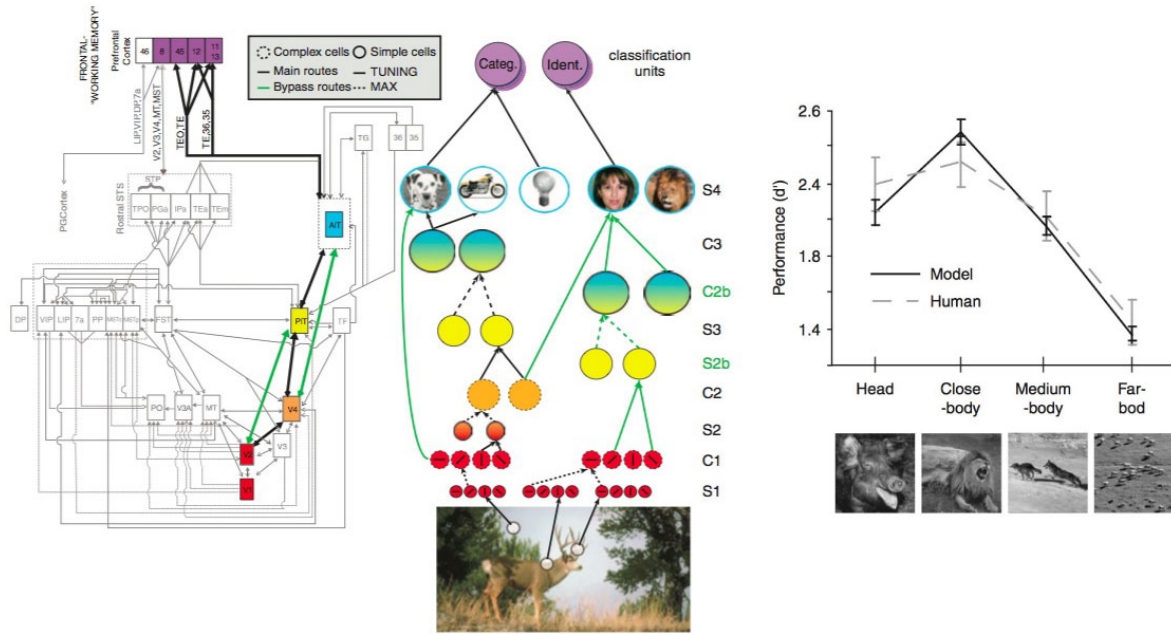 FRONTAL-
"WORKING MEMORY"
Prefrontal
Cortex
46
8
45
12
11
13
LIP,VIP,DP,7a
V2,V3,V4,MT,MST
TEO,TE
TE,36,35
PGCortex
Rostral STS
STP
TPO
PGa
IPa
TEa
TEm
TG
36
35
AIT
DP
VIP
LIP
7a
PP
FST
PIT
TF
PO
V3A
MT
V4
V3
V2
V1
Complex cells
Simple cells
Main routes
TUNING
Bypass routes
MAX
Categ.
Ident.
classification
units
S4
C3
C2b
S3
S2b
C2
S2
C1
S1
Performance (d')
2.6
2.4
1.8
1.4
Model
Human
Head
Close
-body
Medium
-body
Far-
bod